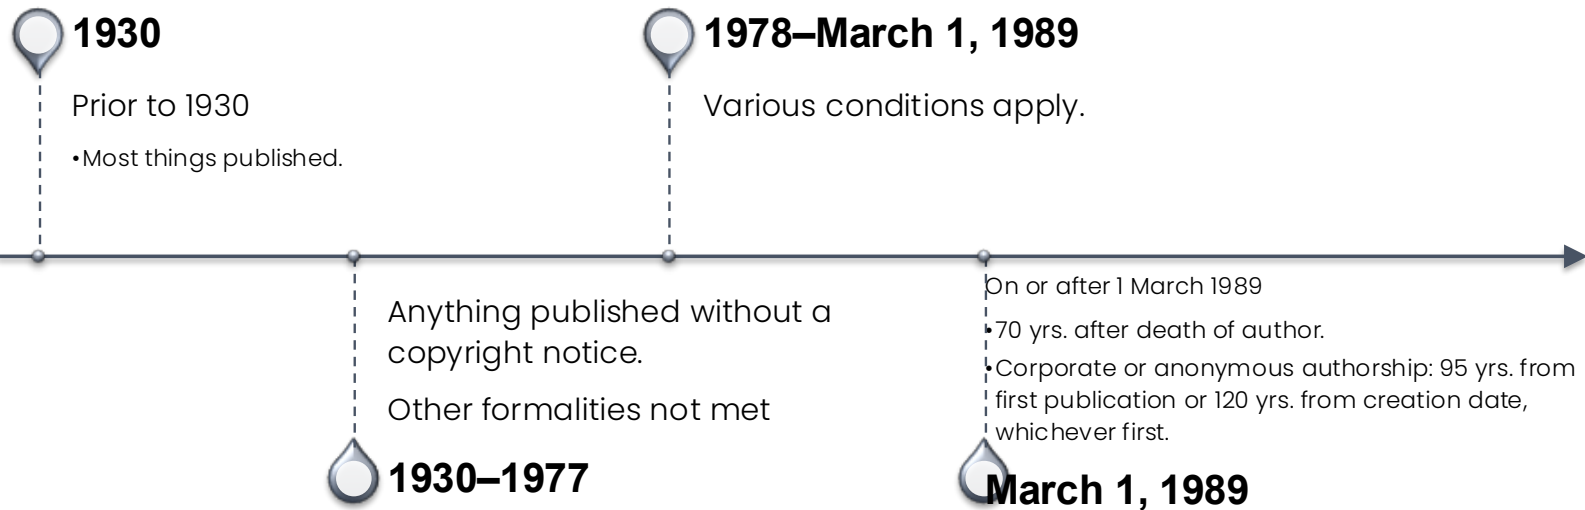 1930
Prior to 1930
•Most things published.
1978–March 1, 1989
Various conditions apply.
Anything published without a
copyright notice.
Other formalities not met
1930–1977
On or after 1 March 1989
•70 yrs. after death of author.
•Corporate or anonymous authorship: 95 yrs. from
first publication or 120 yrs. from creation date,
whichever first.
March 1, 1989